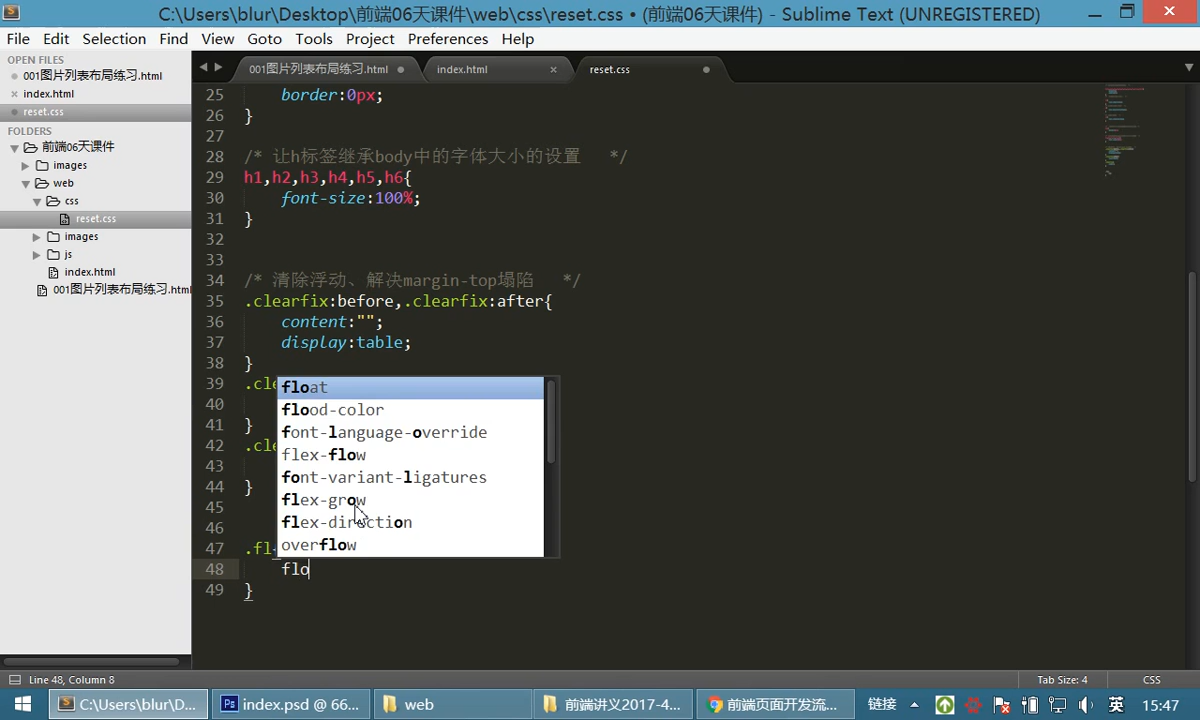 C:\Users\blur\Desktop\前端06天课件\web\css\reset.css • (前端06天课件) - Sublime Text (UNREGISTERED)
File Edit Selection Find View Goto Tools Project Preferences Help
OPEN FILES
001图片列表布局练习.html
index.html
reset.css
FOLDERS
前端06天课件
images
web
css
reset.css
images
js
index.html
001图片列表布局练习.html
001图片列表布局练习.html
index.html
reset.css
25 border:0px;
26 }
27
28 /* 让h标签继承body中的字体大小的设置 */
29 h1,h2,h3,h4,h5,h6{
30 font-size:100%;
31 }
32
33
34 /* 清除浮动、解决margin-top塌陷 */
35 .clearfix:before,.clearfix:after{
36 content:"";
37 display:table;
38 }
39 .cle
40
41 }
42 .cle
43
44 }
45
46
47 .fl
48 flo
49 }
float
flood-color
font-language-override
flex-flow
font-variant-ligatures
flex-grow
flex-direction
overflow
Line 48, Column 8
Tab Size: 4
CSS
C:\Users\blur\D...
index.psd @ 66...
web
前端讲义2017-4...
前端页面开发流...
链接
英
15:47